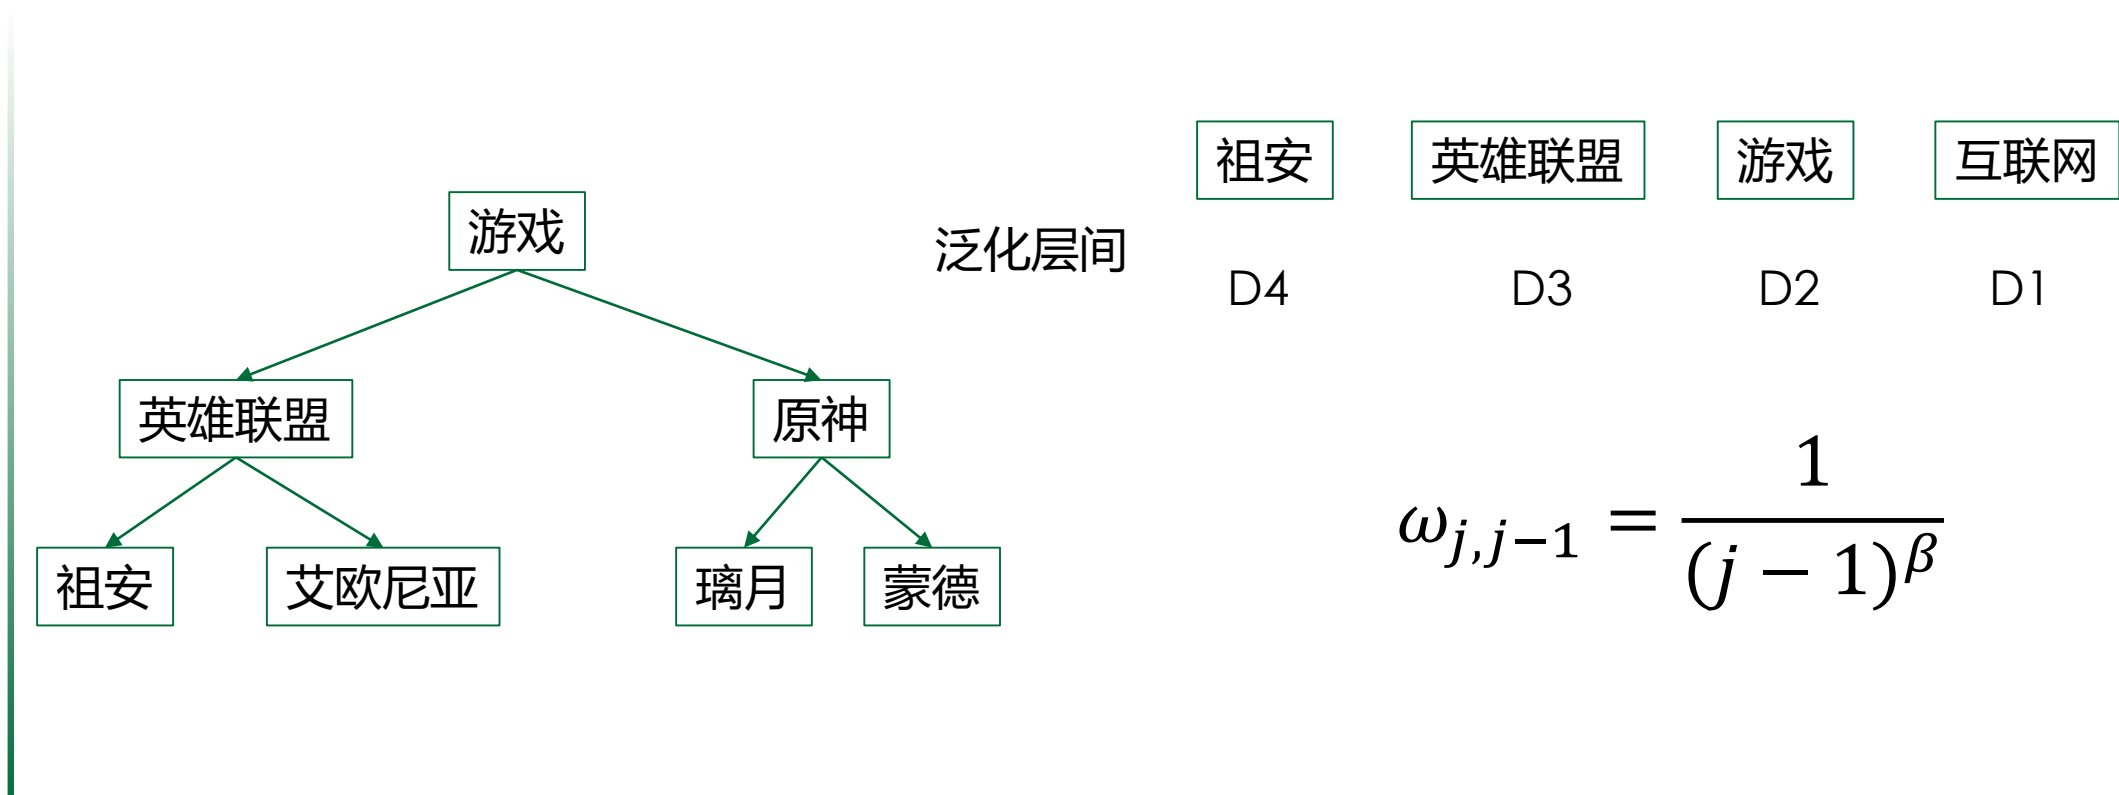 游戏
英雄联盟 原神
祖安 艾欧尼亚 璃月 蒙德
泛化层间
祖安 英雄联盟 游戏 互联网
D4 D3 D2 D1
ω_{j,j−1} = \frac{1}{(j − 1)^β}